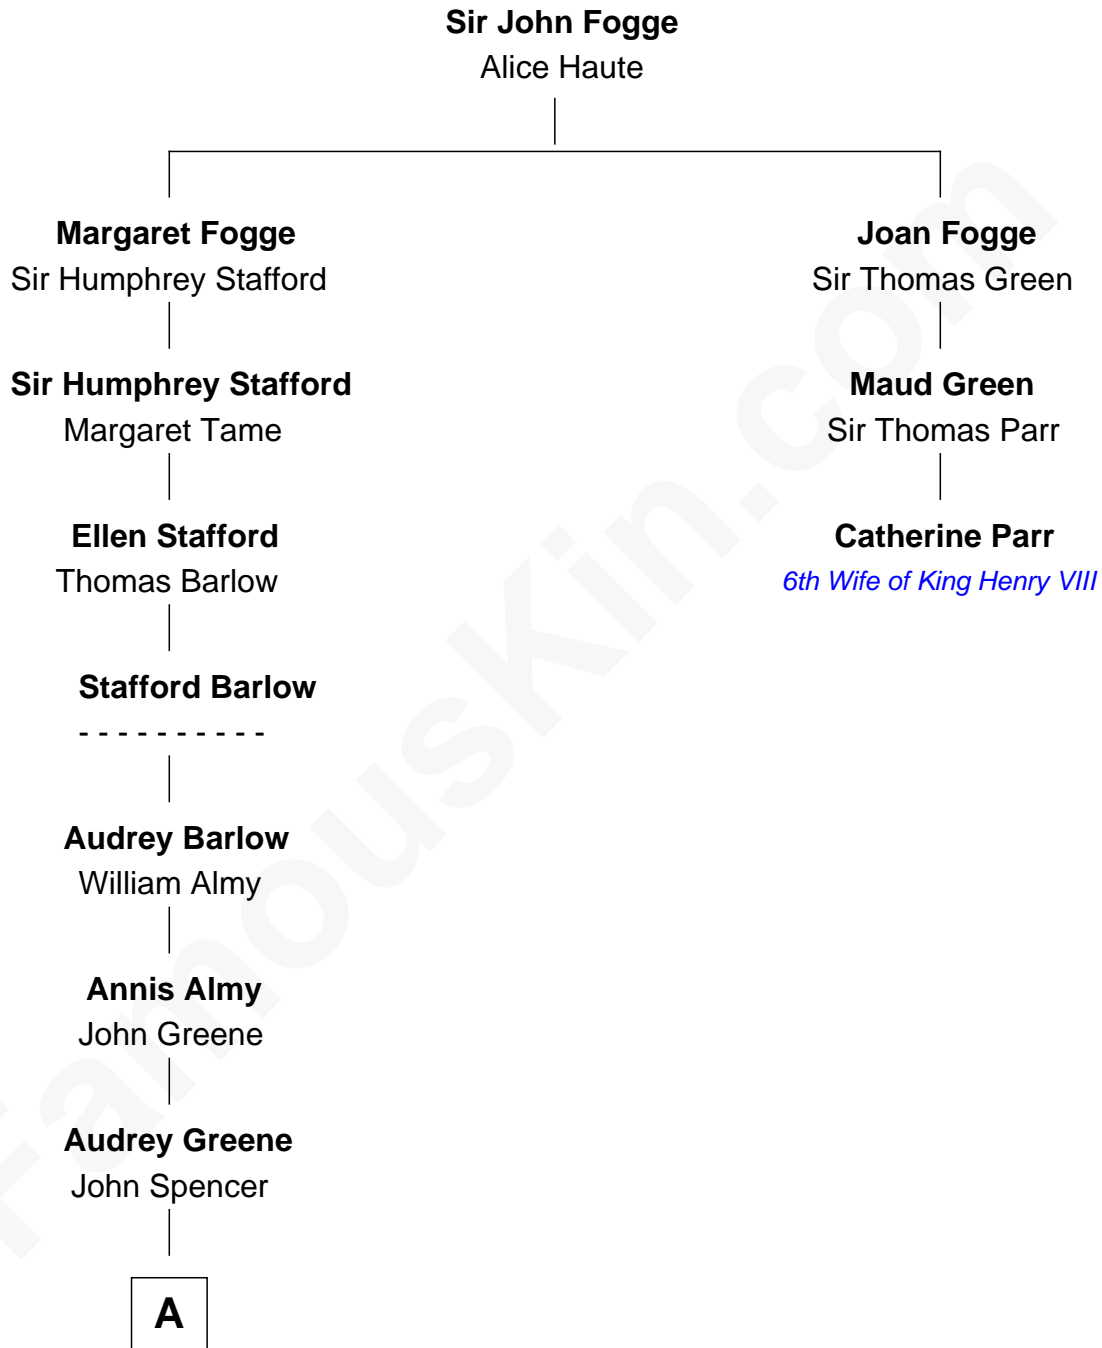 Sir John Fogge
Alice Haute
Margaret Fogge
Sir Humphrey Stafford
Joan Fogge
Sir Thomas Green
Sir Humphrey Stafford
Margaret Tame
Maud Green
Sir Thomas Parr
Ellen Stafford
Thomas Barlow
Catherine Parr
6th Wife of King Henry VIII
Stafford Barlow
- - - - - - - - - -
Audrey Barlow
William Almy
Annis Almy
John Greene
Audrey Greene
John Spencer
A
FamousKin.com